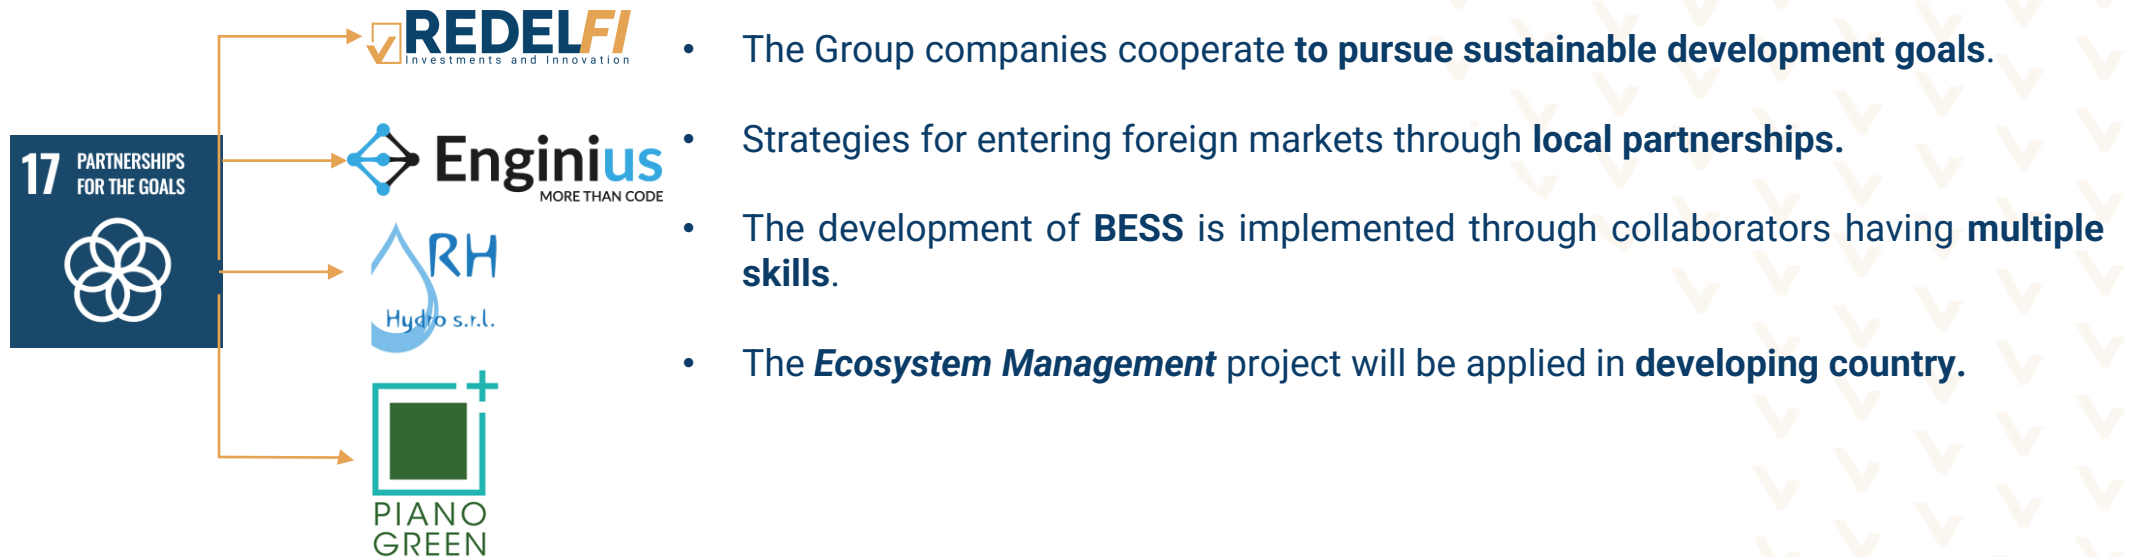 17 PARTNERSHIPS
FOR THE GOALS
REDELFI
Investments and Innovation
Enginius
MORE THAN CODE
RH
Hydro s.r.l.
PIANO
GREEN
• The Group companies cooperate to pursue sustainable development goals.
• Strategies for entering foreign markets through local partnerships.
• The development of BESS is implemented through collaborators having multiple
skills.
• The Ecosystem Management project will be applied in developing country.